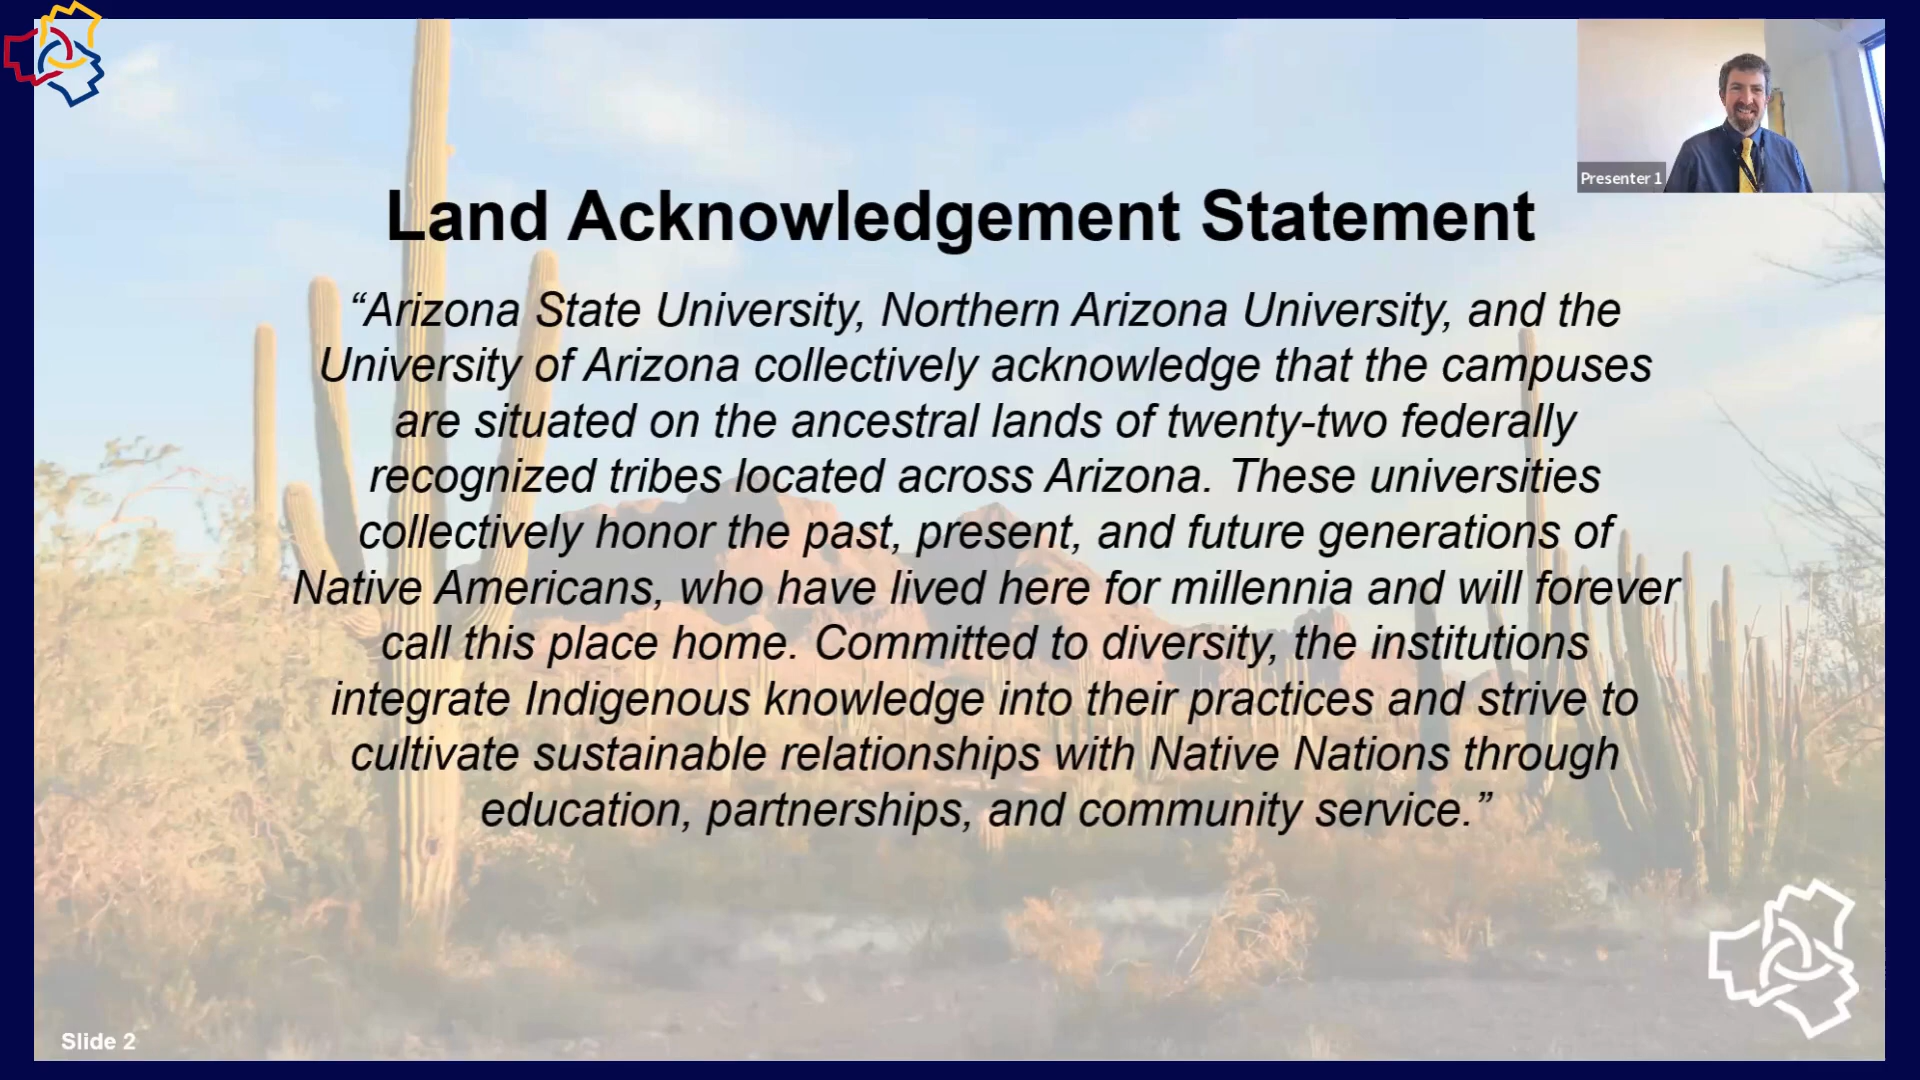 Presenter 1
Land Acknowledgement Statement
“Arizona State University, Northern Arizona University, and the
University of Arizona collectively acknowledge that the campuses
are situated on the ancestral lands of twenty-two federally
recognized tribes located across Arizona. These universities
collectively honor the past, present, and future generations of
Native Americans, who have lived here for millennia and will forever
call this place home. Committed to diversity, the institutions
integrate Indigenous knowledge into their practices and strive to
cultivate sustainable relationships with Native Nations through
education, partnerships, and community service.”
Slide 2